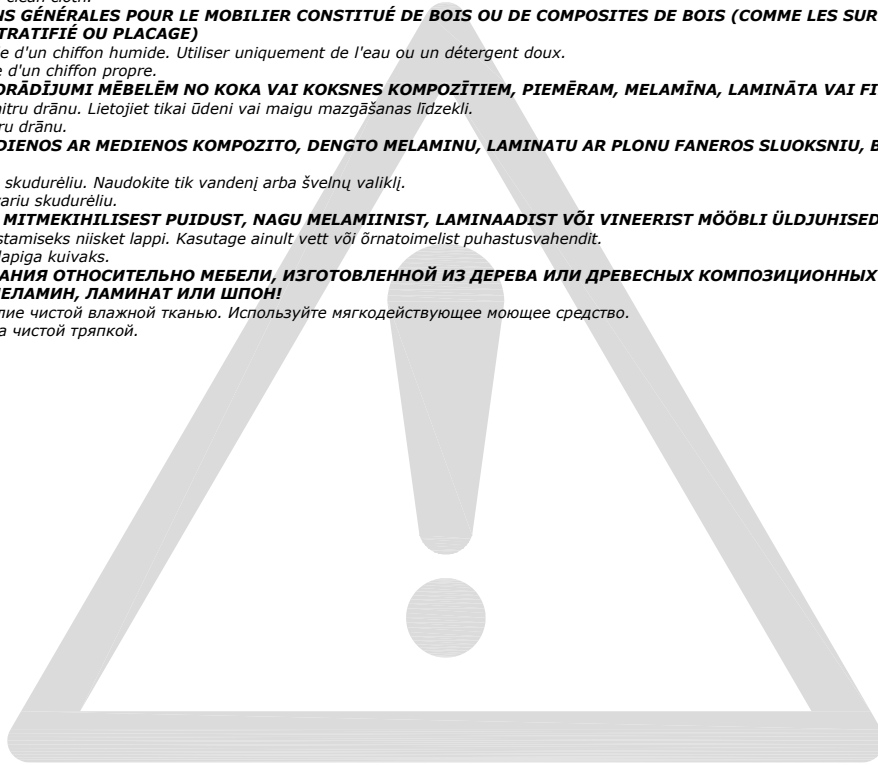 clean cloth.
NS GÉNÉRALES POUR LE MOBILIER CONSTITUÉ DE BOIS OU DE COMPOSITES DE BOIS (COMME LES SUR
TRATIFIÉ OU PLACAGE)
e d'un chiffon humide. Utiliser uniquement de l'eau ou un détergent doux.
e d'un chiffon propre.
ORĀDĪJUMI MĒBELĒM NO KOKA VAI KOKSNES KOMPOZĪTIEM, PIEMĒRAM, MELAMĪNA, LAMINĀTA VAI FI
itru drānu. Lietojiet tikai ūdeni vai maigu mazgāšanas līdzekli.
ru drānu.
DIENOS AR MEDIENOS KOMPOZITO, DENGTO MELAMINU, LAMINATU AR PLONU FANEROS SLUOKSNIU, B
skudurėliu. Naudokite tik vandenį arba švelnų valiklį.
variu skudurėliu.
MITMEKIHILISEST PUIDUST, NAGU MELAMIINIST, LAMINAADIST VÕI VINEERIST MÖÖBLI ÜLDJUHISED
stamiseks niisket lappi. Kasutage ainult vett või õrnatoimelist puhastusvahendit.
lapiga kuivaks.
АНИЯ ОТНОСИТЕЛЬНО МЕБЕЛИ, ИЗГОТОВЛЕННОЙ ИЗ ДЕРЕВА ИЛИ ДРЕВЕСНЫХ КОМПОЗИЦИОННЫХ
МЕЛАМИН, ЛАМИНАТ ИЛИ ШПОН!
лие чистой влажной тканью. Используйте мягкодействующее моющее средство.
а чистой тряпкой.